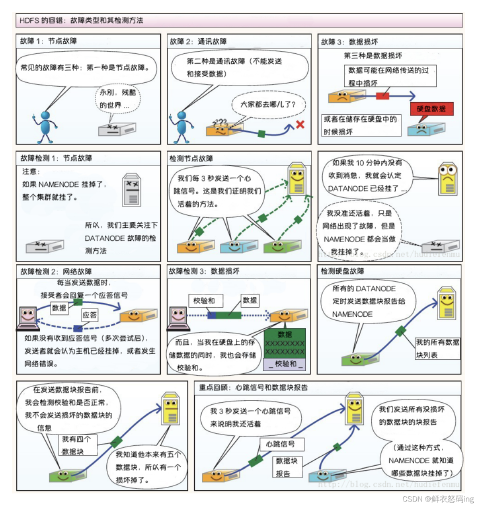 HDFS 的容错：故障类型和其检测方法
故障 1：节点故障
常见的故障有三种：第一种是节点故障。
永别，残酷
的世界 …
故障 2：通讯故障
第二种是通讯故障（不能发送
和接受数据）
???
大家都去哪儿了？
故障 3：数据损坏
第三种是数据损坏
数据可能在网络传送的过
程中损坏
硬盘数据
或者在储存在硬盘中的
时候损坏
故障检测 1：节点故障
注意：
如果 NAMENODE 挂掉了，
整个集群就挂了。
所以，我们主要关注下
DATANODE 故障的检
测方法
检测节点故障
我们每 3 秒发送一个心
跳信号。这是我们证明我们
活着的方法。
如果我 10 分钟内没有
收到消息，我就会认定
DATANODE 已经挂了 …
我没准还活着，只是
网络出现了故障，但是
NAMENODE 都会当做
我挂掉了。
故障检测 2：网络故障
每当发送数据时，
接受者会回复一个应答信号
数据
应答
如果没有收到应答信号（多次尝试后），
发送者就会认为主机已经挂掉，或者发生
网络错误。
故障检测 3：数据损坏
校验和
数据
而且，当我在硬盘上的存
储数据的同时，我也会存储
校验和。
数据
校验和
检测硬盘故障
所有的 DATANODE
定时发送数据块报告给
NAMENODE
我的所有数据
块列表
在发送数据块报告前，
我会检测校验和是否正常。
我不会发送损坏的数据块的
信息
我有四个
数据块
我知道他本来有五个
数据块，所以有一个
损坏了。
重点回顾：心跳信号和数据块报告
我 3 秒发送一个心跳信号
来说明我还活着
心跳信号
数据块
报告
我们发送所有没损坏
的数据块的块报告
（通过这种方式，
NAMENODE 就知道
哪些数据块挂掉了）
CSDN @鲜衣怒码ing